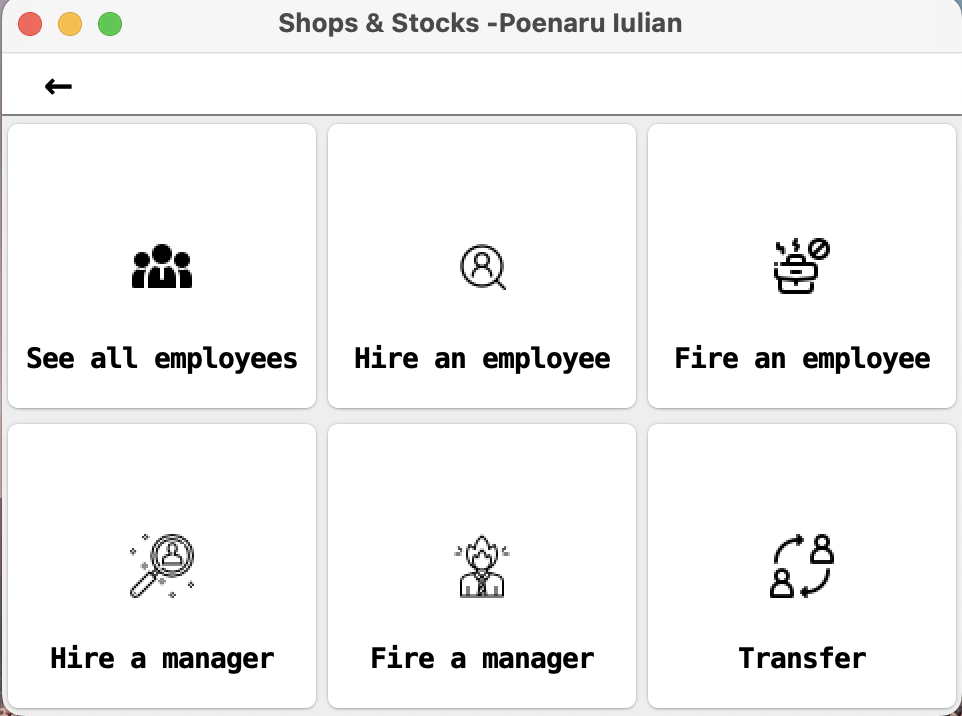 Shops & Stocks -Poenaru Iulian
←
See all employees
Hire an employee
Fire an employee
Hire a manager
Fire a manager
Transfer